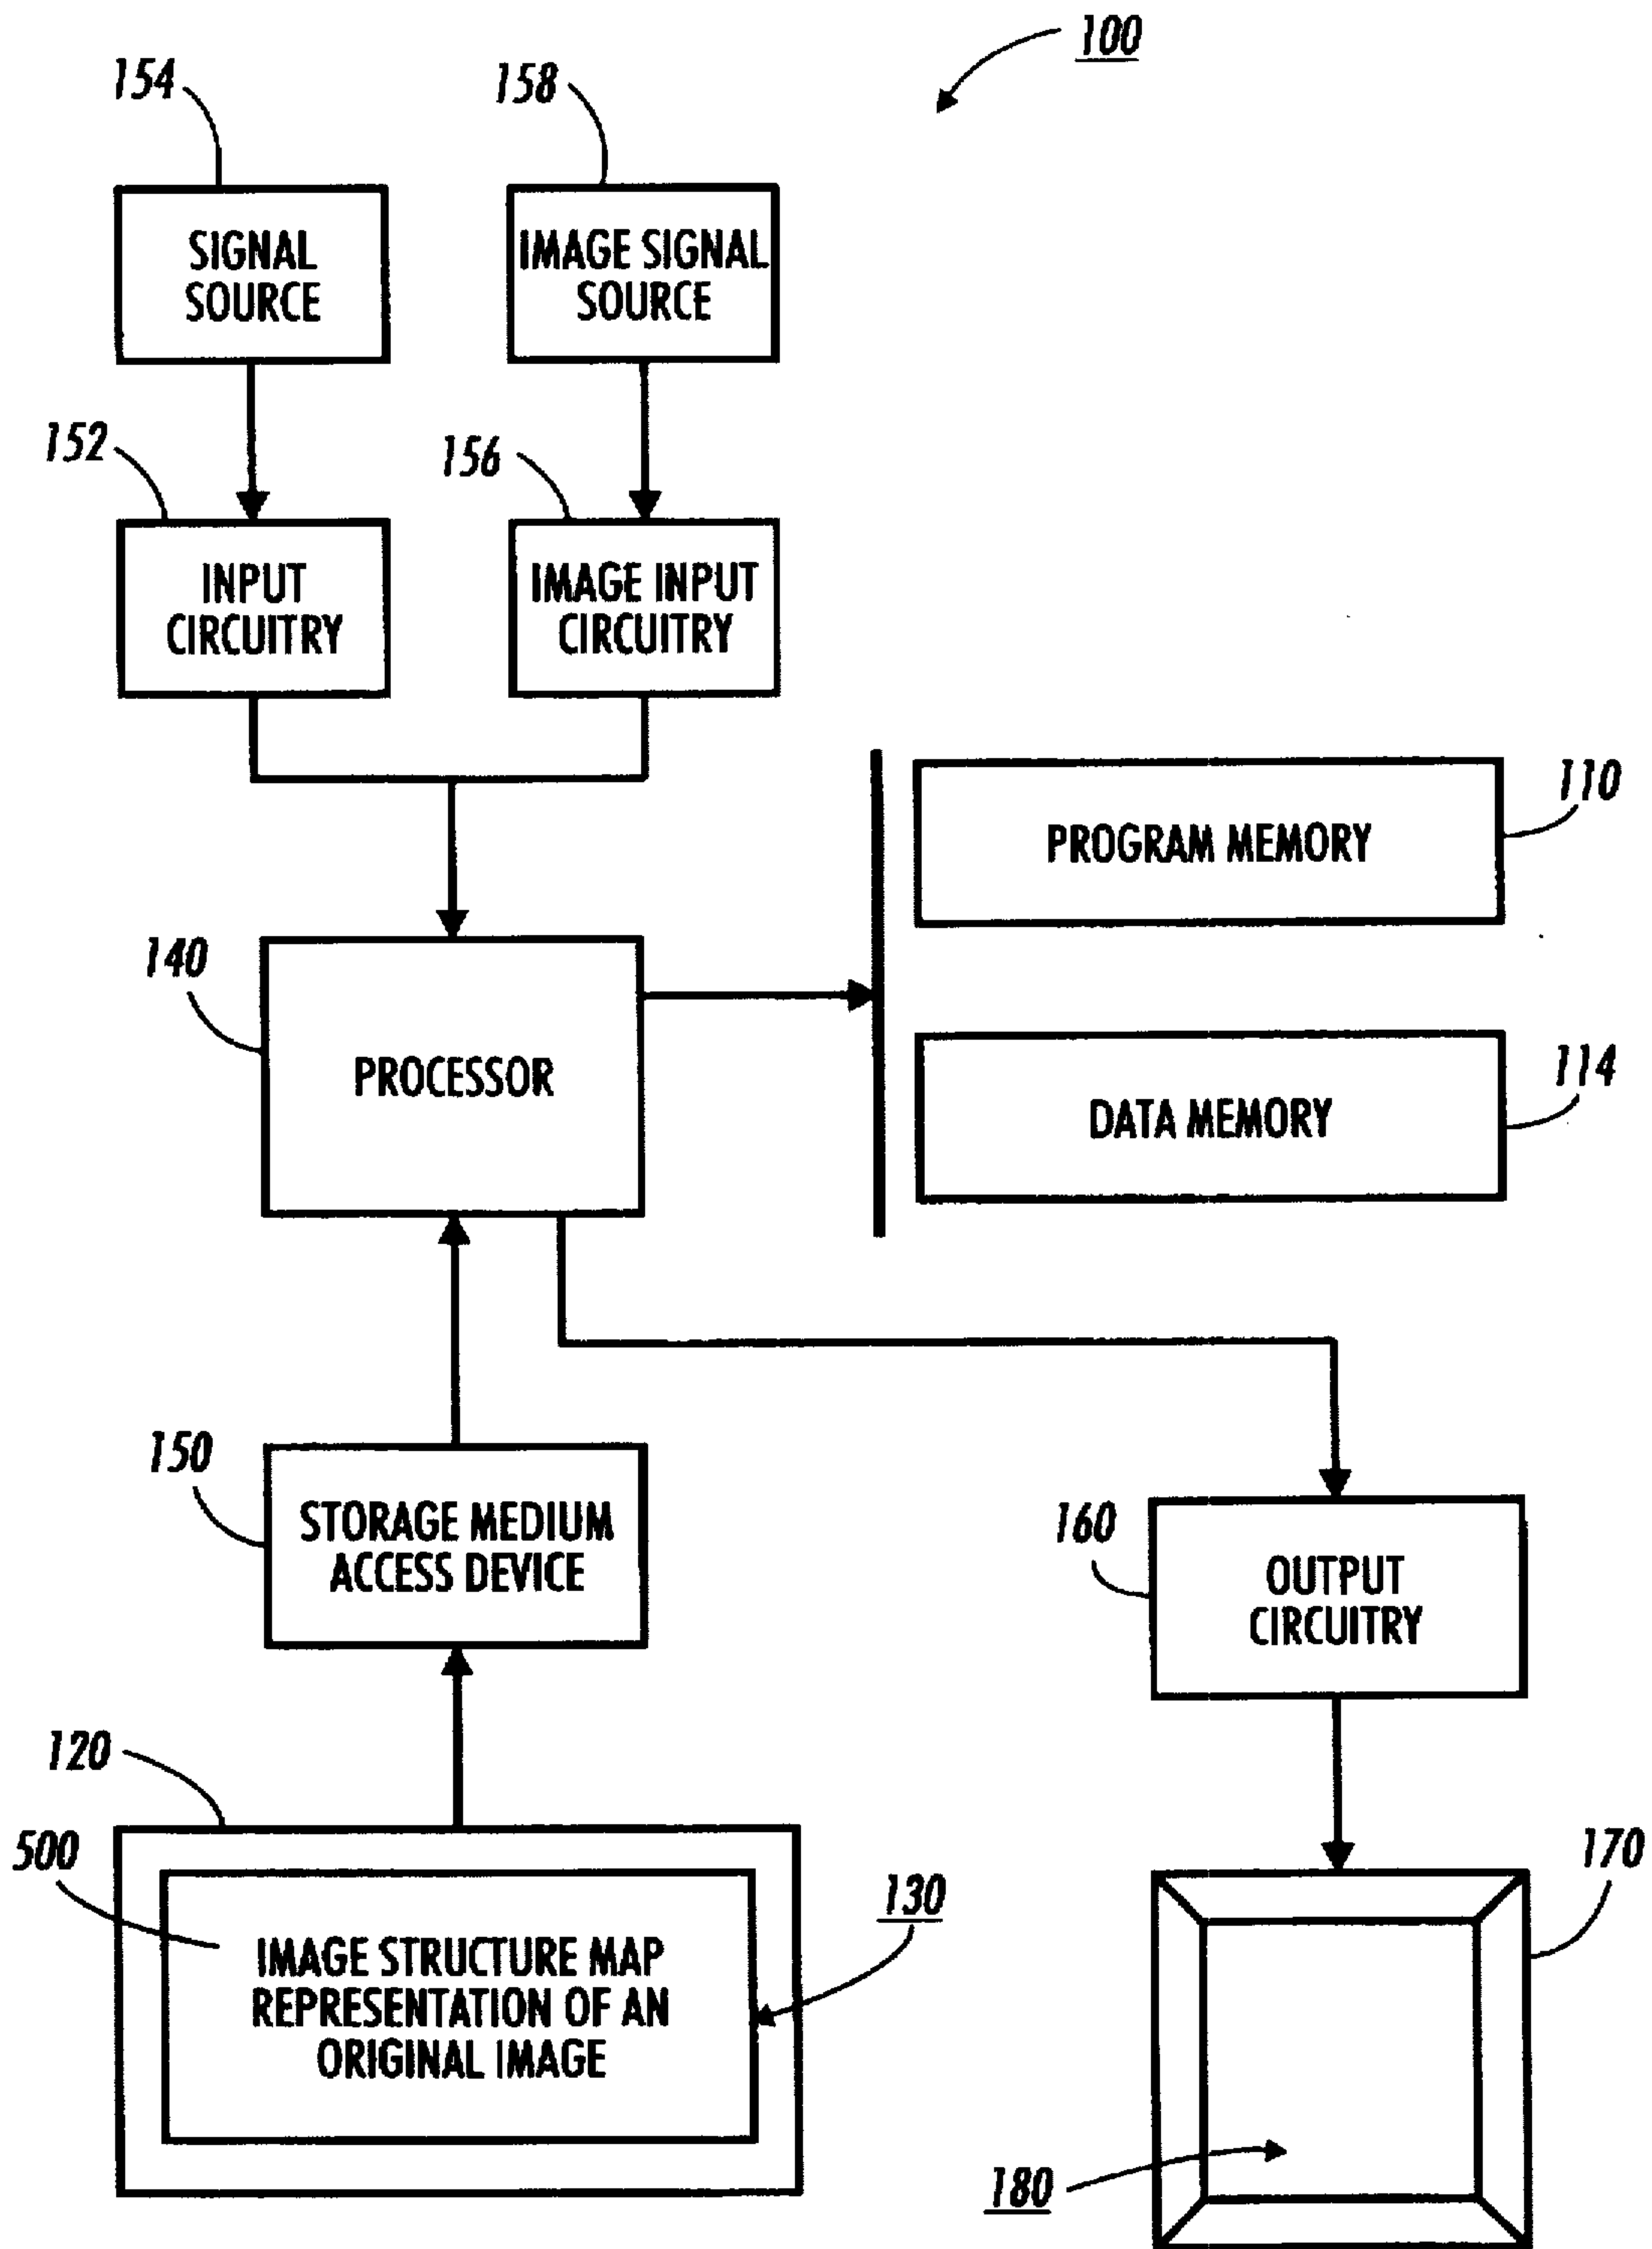 100
154
158
SIGNAL
SOURCE
IMAGE SIGNAL
SOURCE
152
156
INPUT
CIRCUITRY
IMAGE INPUT
CIRCUITRY
110
PROGRAM MEMORY
140
PROCESSOR
114
DATA MEMORY
150
STORAGE MEDIUM
ACCESS DEVICE
160
OUTPUT
CIRCUITRY
120
500
130
IMAGE STRUCTURE MAP
REPRESENTATION OF AN
ORIGINAL IMAGE
170
180